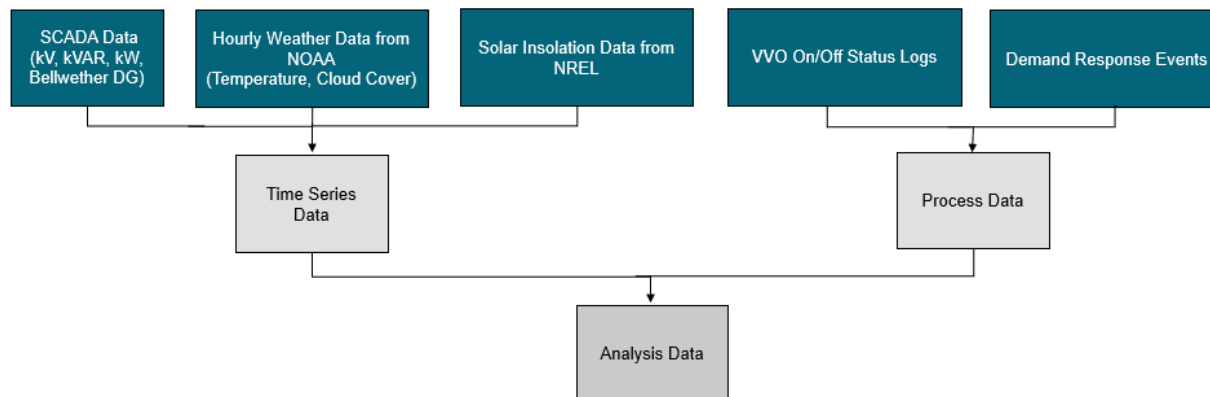 SCADA Data
(kV, kVAR, kW,
Bellwether DG)
Hourly Weather Data from
NOAA
(Temperature, Cloud Cover)
Solar Insolation Data from
NREL
VVO On/Off Status Logs
Demand Response Events
Time Series
Data
Process Data
Analysis Data